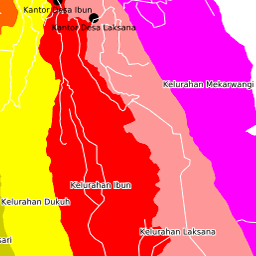 Kantor Desa Ibun
Kantor Desa Laksana
Kelurahan Mekarwangi
Kelurahan Ibun
Kelurahan Dukuh
Kelurahan Laksana
sari